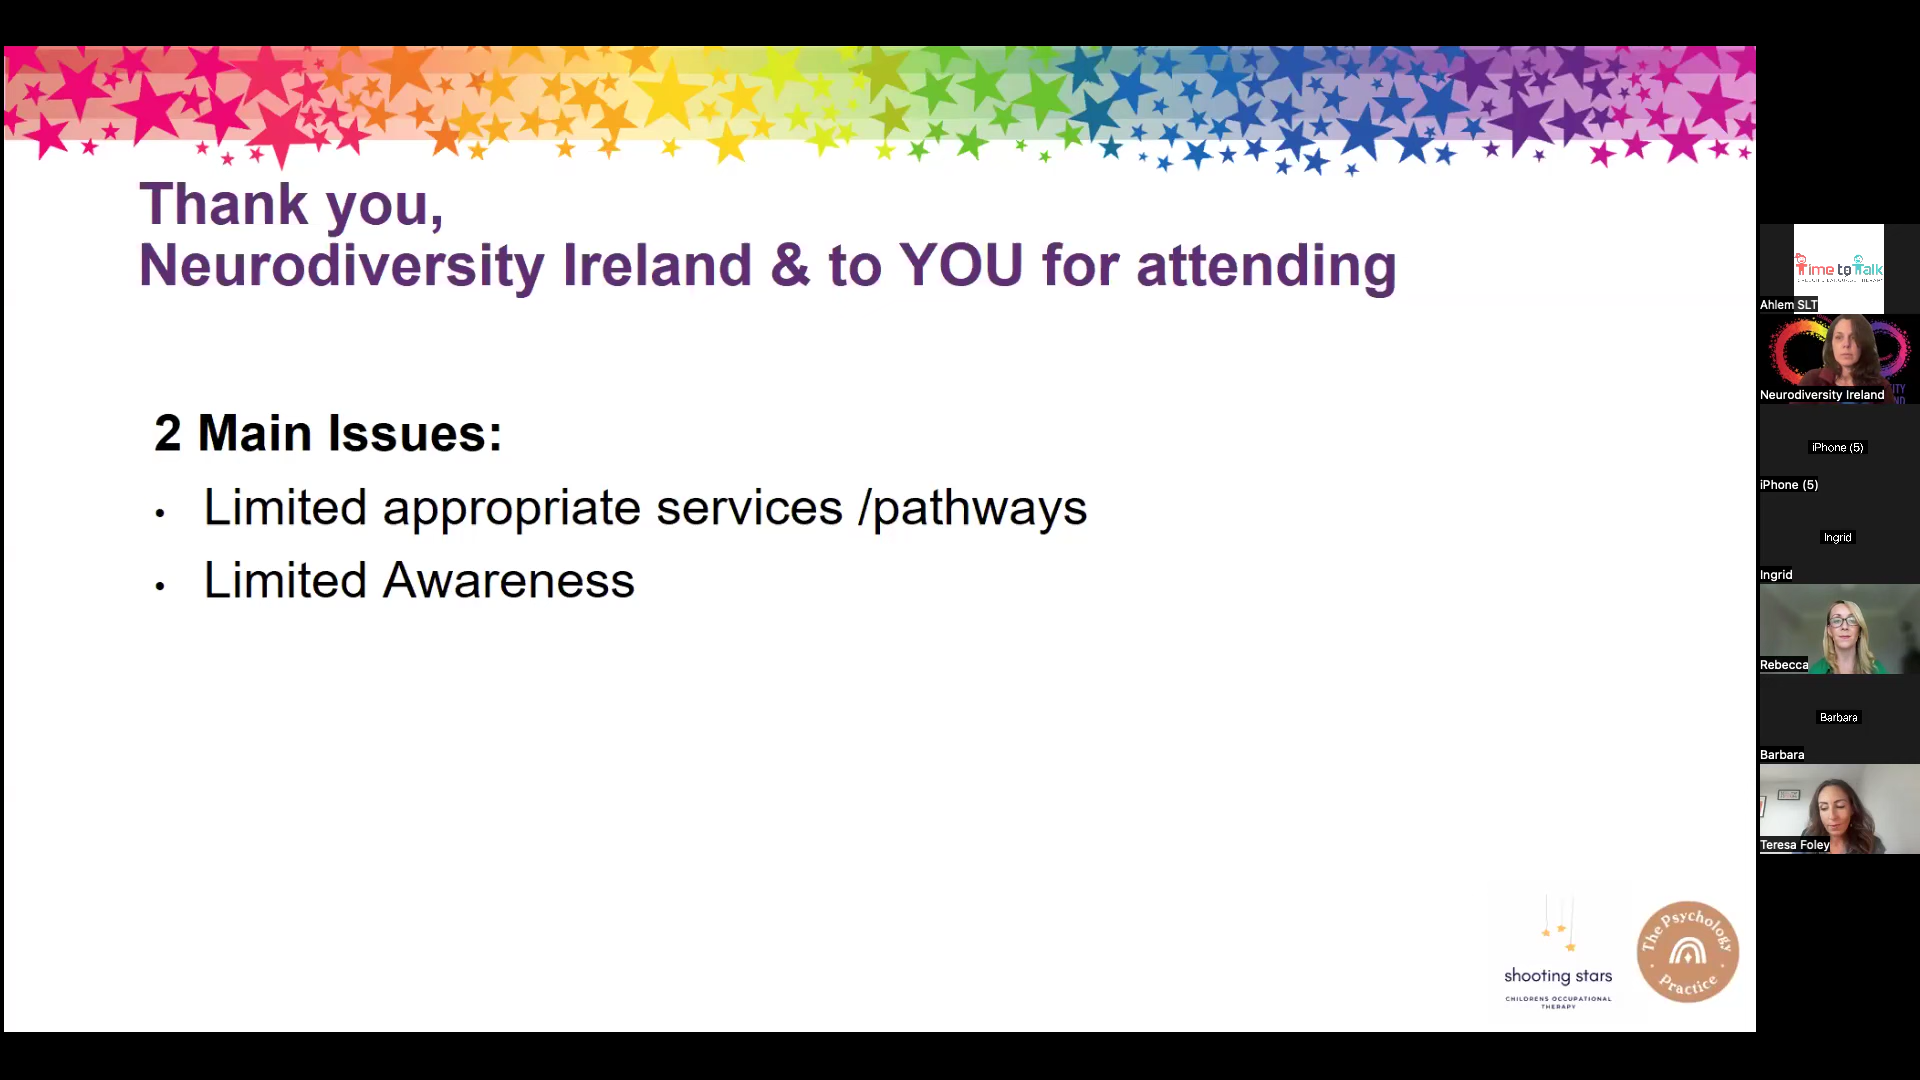 Thank you,
Neurodiversity Ireland & to YOU for attending
2 Main Issues:
• Limited appropriate services /pathways
• Limited Awareness
shooting stars
CHILDRENS OCCUPATIONAL
THERAPY
The Psychology
Practice
Time to Talk
Ahlem SLT
Neurodiversity Ireland
iPhone (5)
iPhone (5)
Ingrid
Ingrid
Rebecca
Barbara
Barbara
Teresa Foley